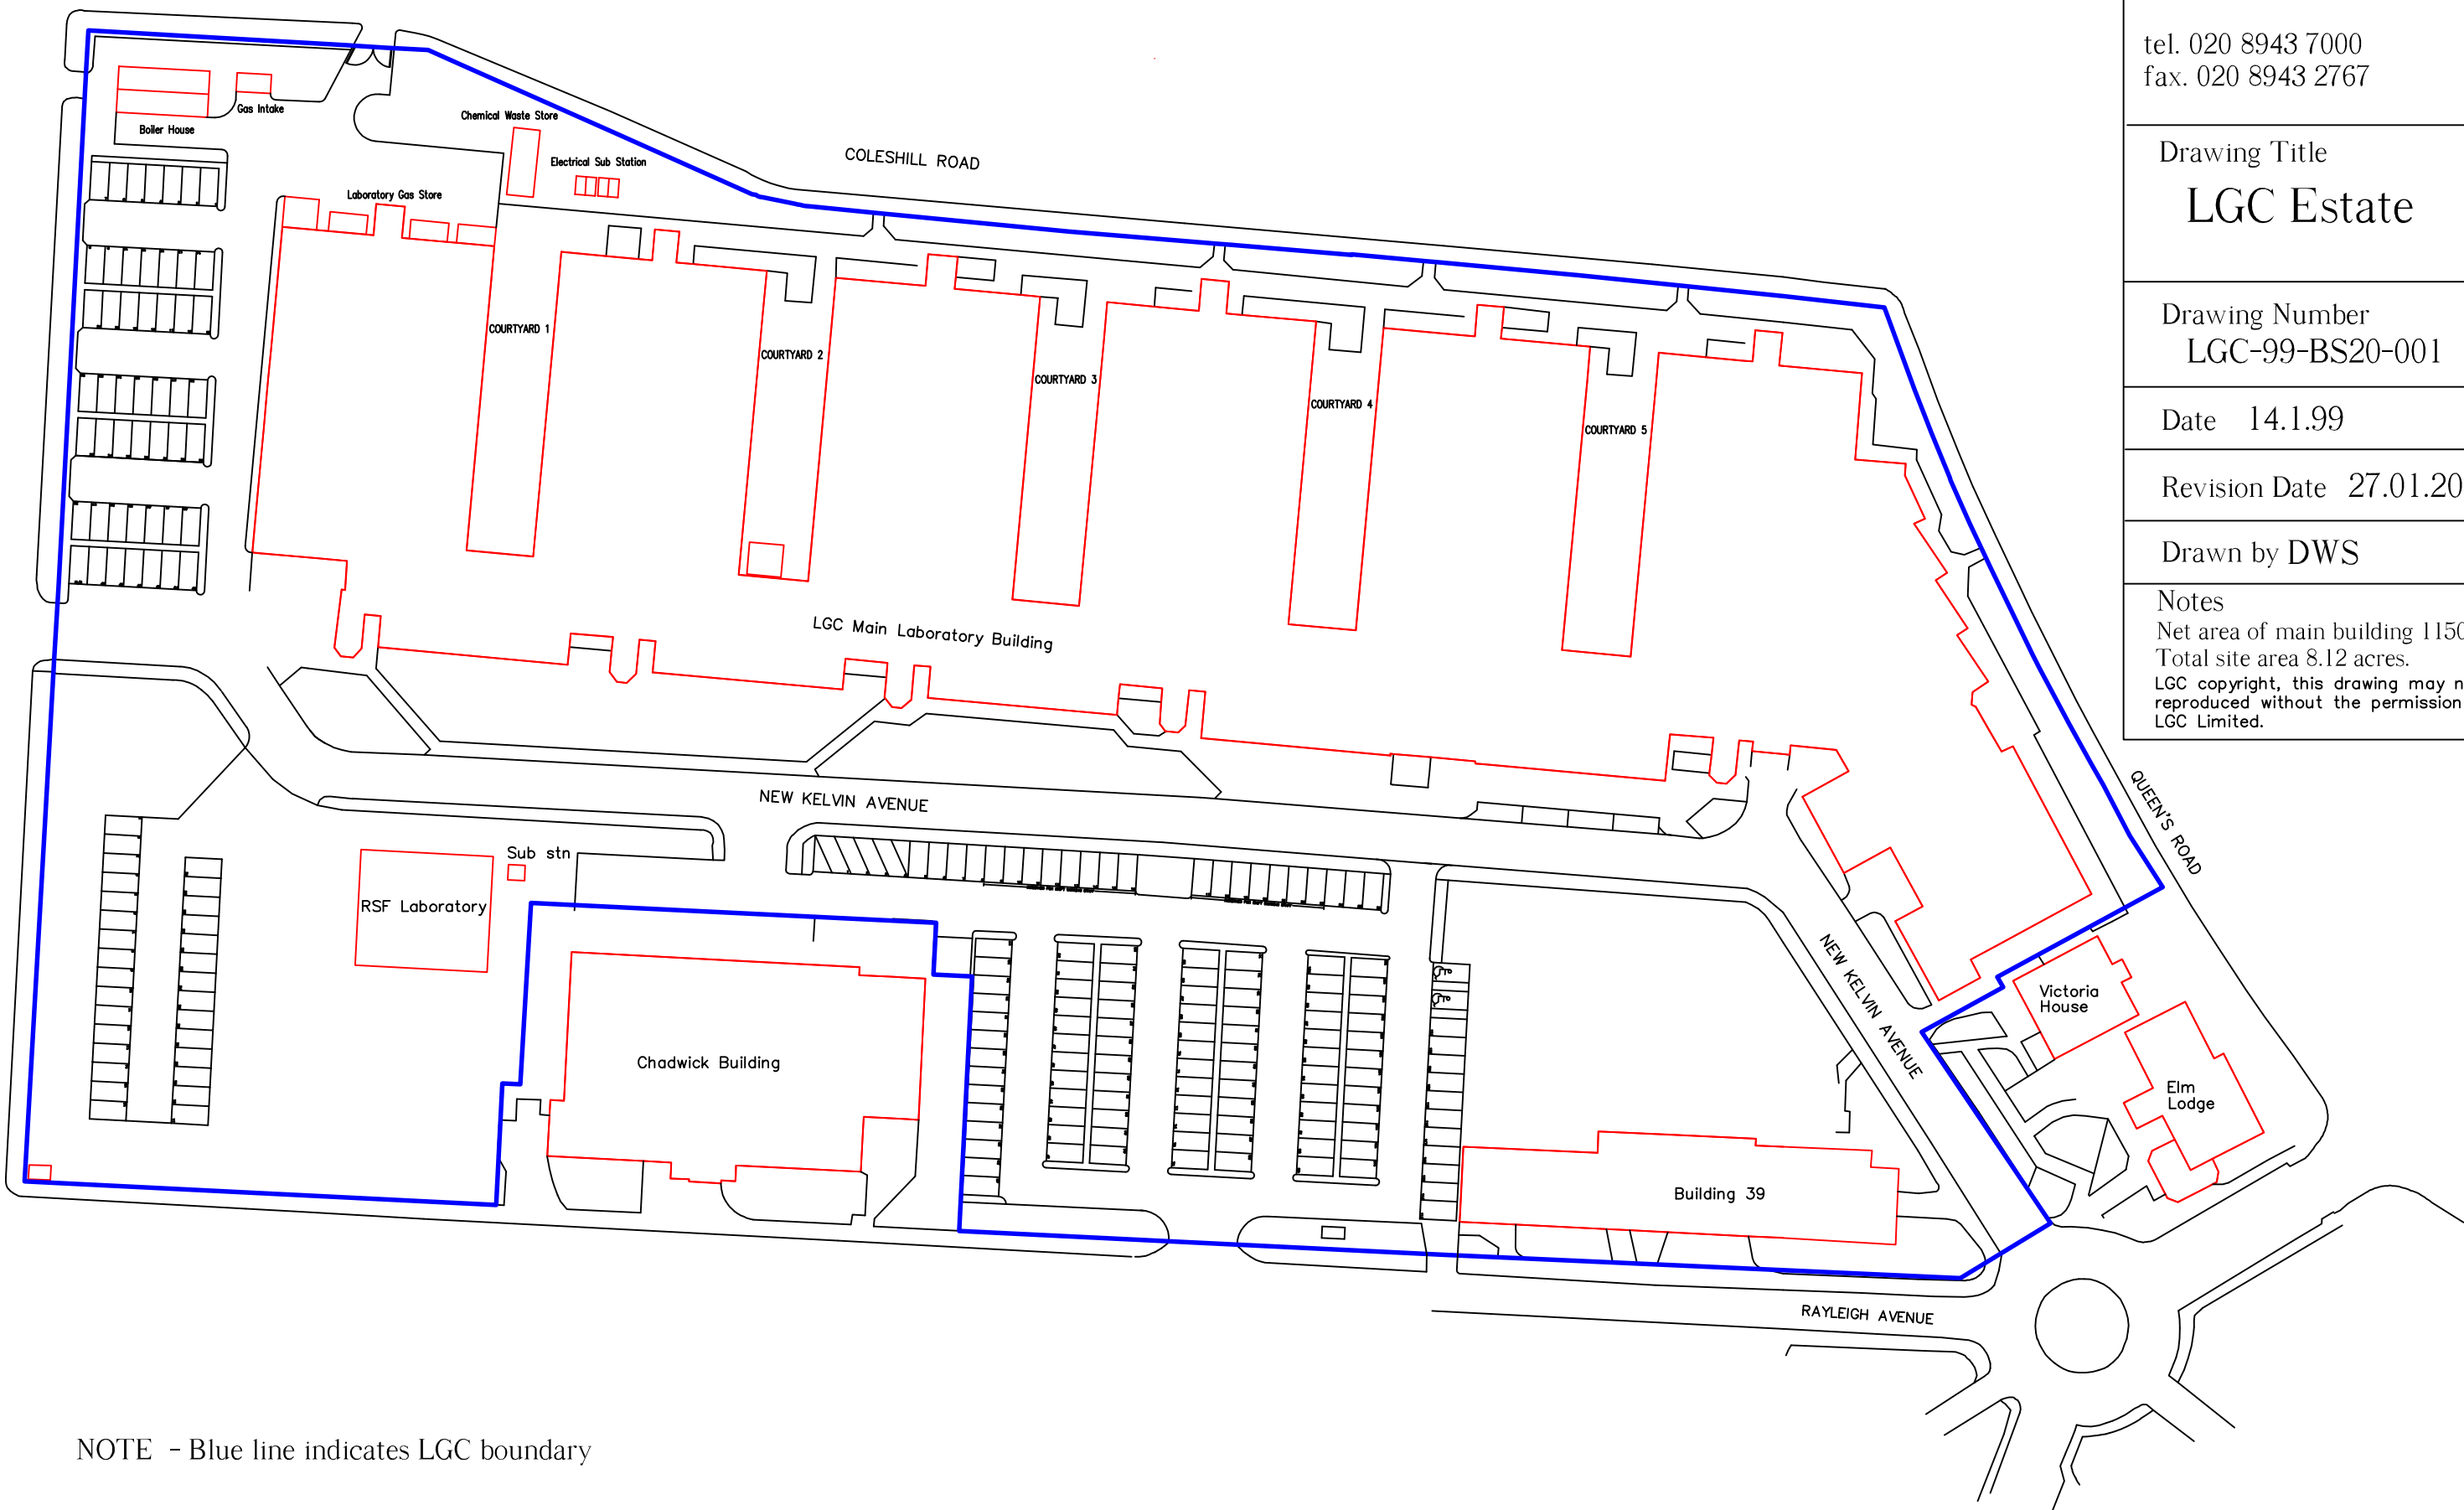 tel. 020 8943 7000
fax. 020 8943 2767
Drawing Title
LGC Estate
Drawing Number
LGC-99-BS20-001
Date 14.1.99
Revision Date 27.01.20
Drawn by DWS
Notes
Net area of main building 1150
Total site area 8.12 acres.
LGC copyright, this drawing may n
reproduced without the permission
LGC Limited.
Gas Intake
Boiler House
Chemical Waste Store
Electrical Sub Station
Laboratory Gas Store
COLESHILL ROAD
COURTYARD 1
COURTYARD 2
COURTYARD 3
COURTYARD 4
COURTYARD 5
LGC Main Laboratory Building
NEW KELVIN AVENUE
QUEEN'S ROAD
Sub stn
RSF Laboratory
NEW KELVIN AVENUE
Victoria
House
Chadwick Building
Elm
Lodge
Building 39
RAYLEIGH AVENUE
NOTE - Blue line indicates LGC boundary